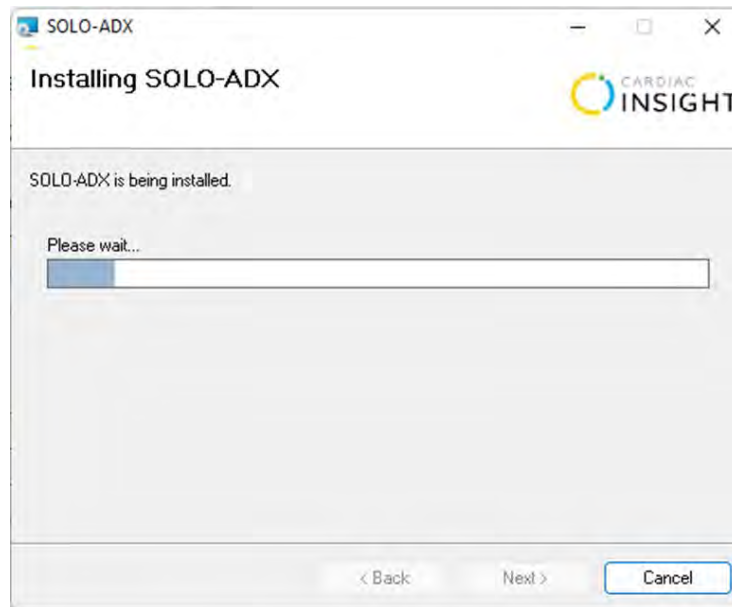 SOLO-ADX
Installing SOLO-ADX
CARDIAC
INSIGHT
SOLO-ADX is being installed.
Please wait...
< Back
Next >
Cancel